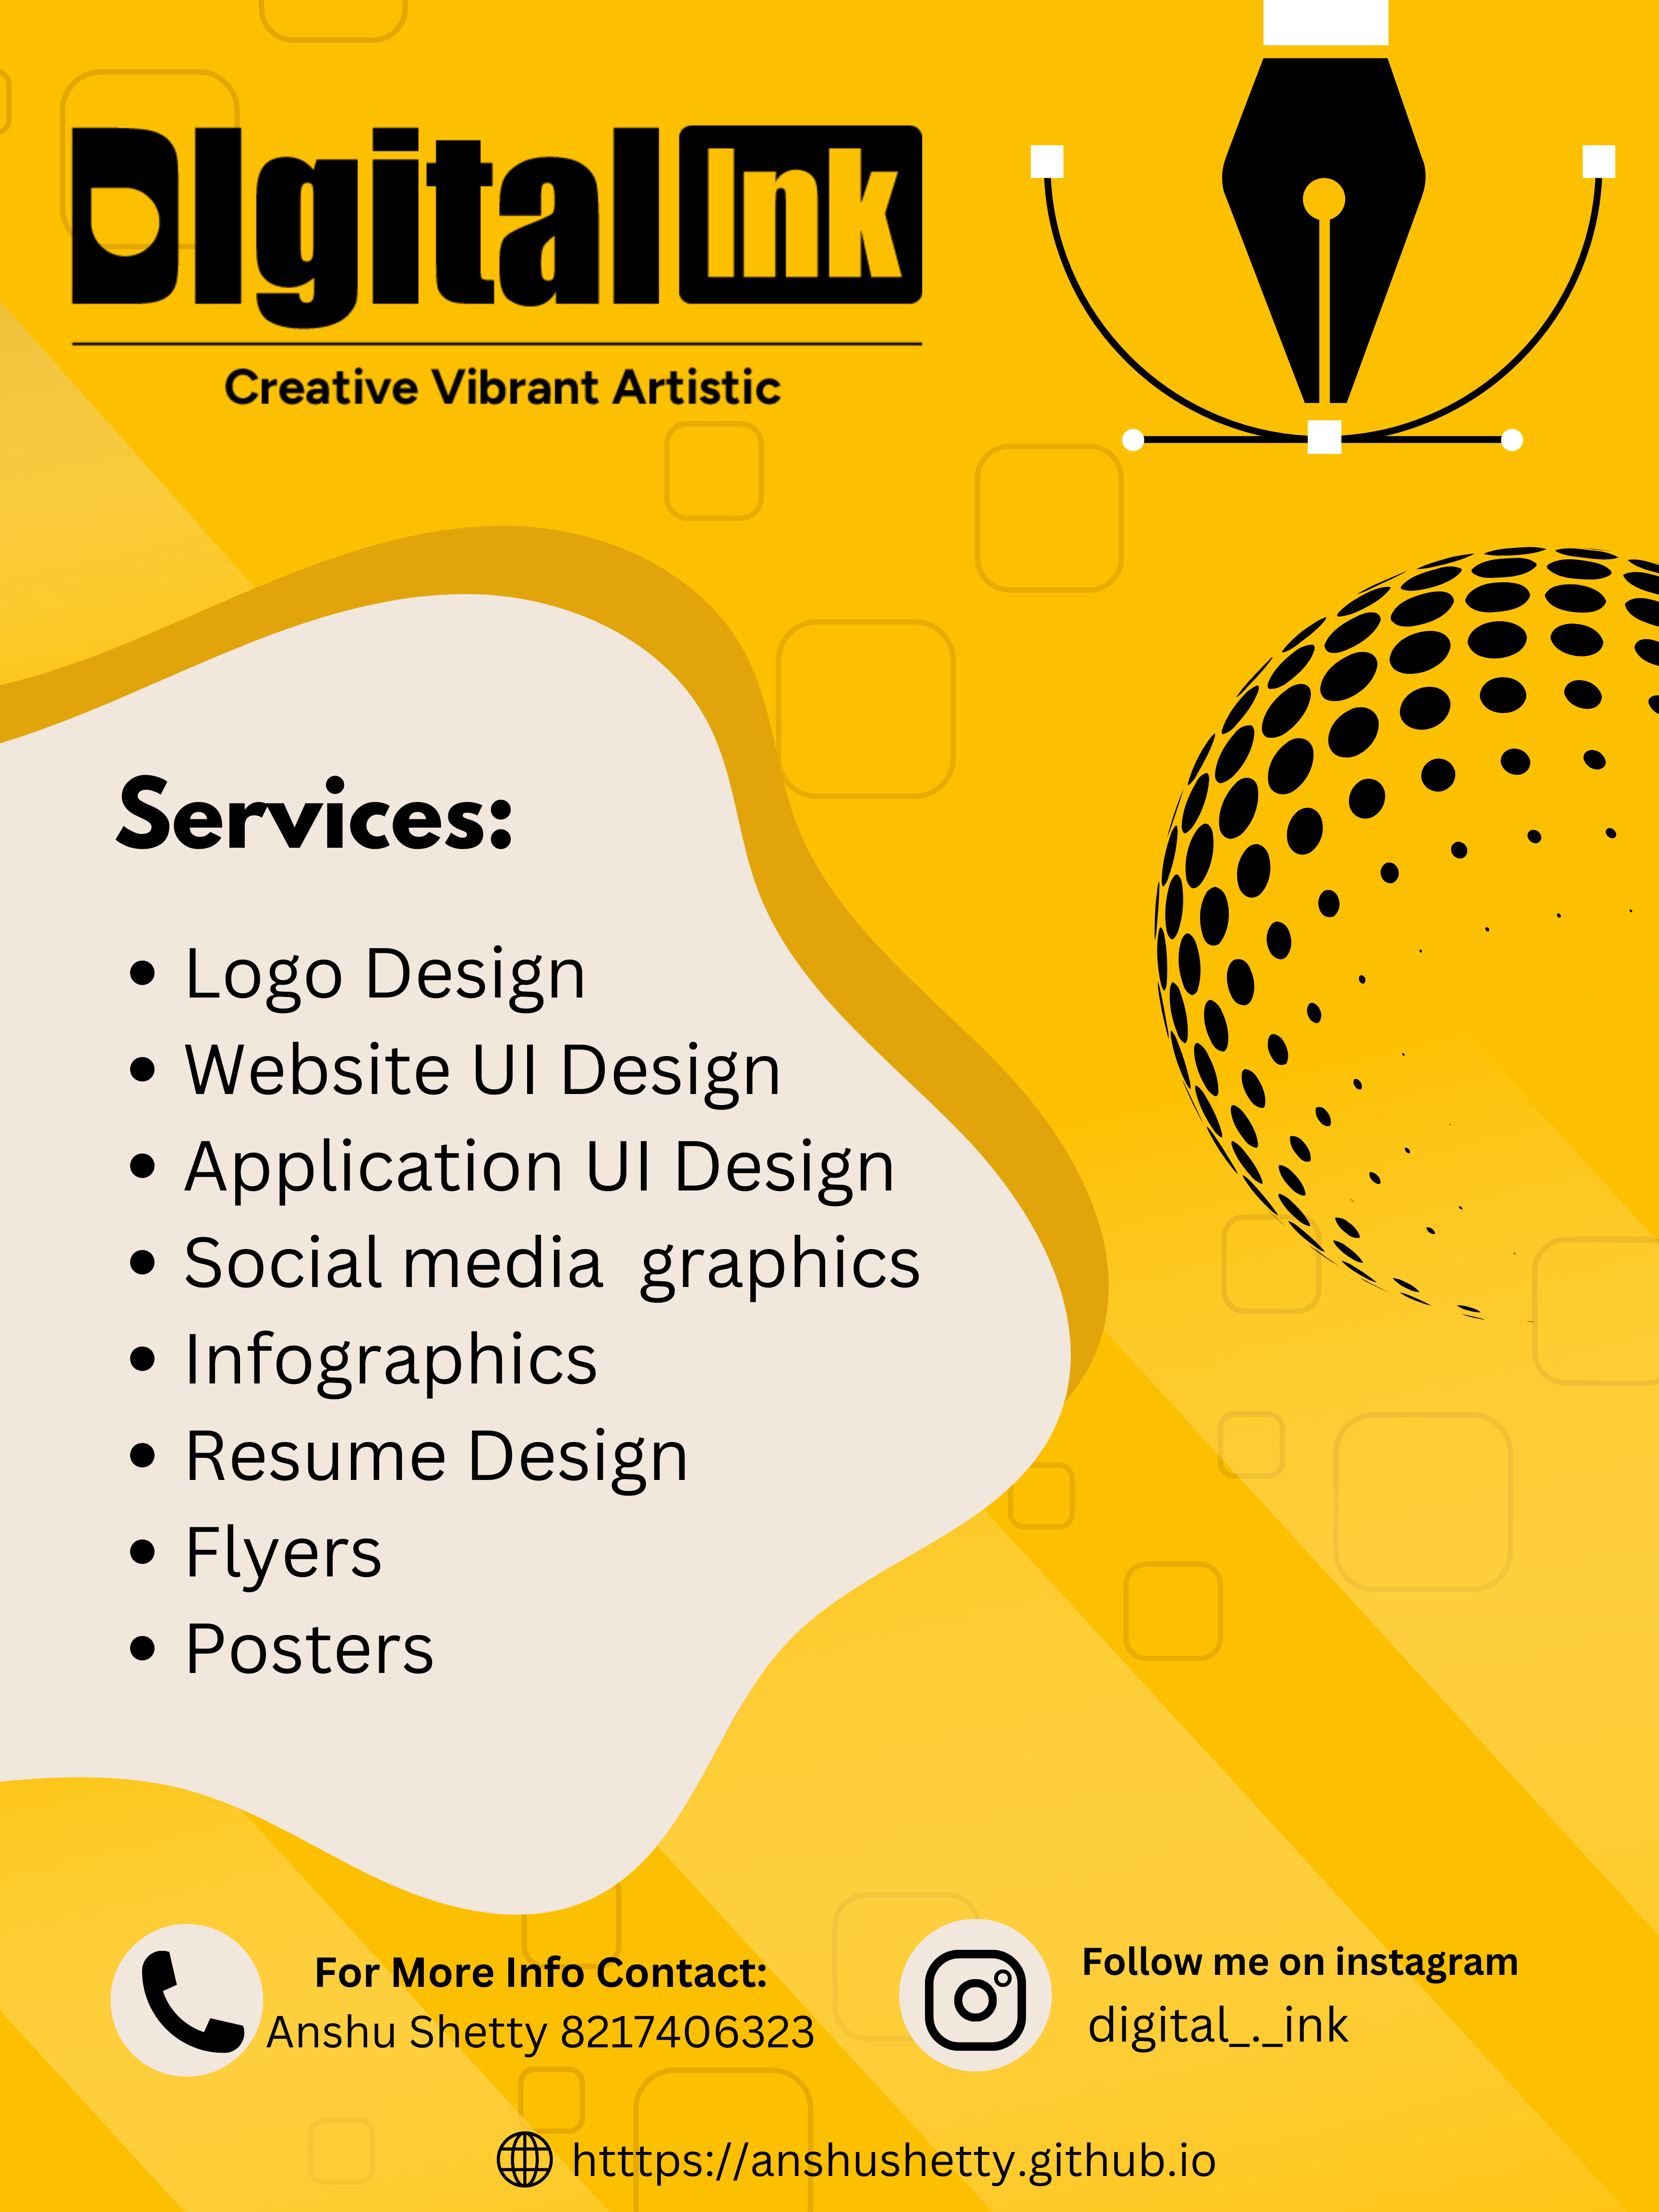 DIgital Ink
Creative Vibrant Artistic
Services:
• Logo Design
• Website UI Design
• Application UI Design
• Social media  graphics
• Infographics
• Resume Design
• Flyers
• Posters
For More Info Contact:
Anshu Shetty 8217406323
Follow me on instagram
digital_._ink
htttps://anshushetty.github.io